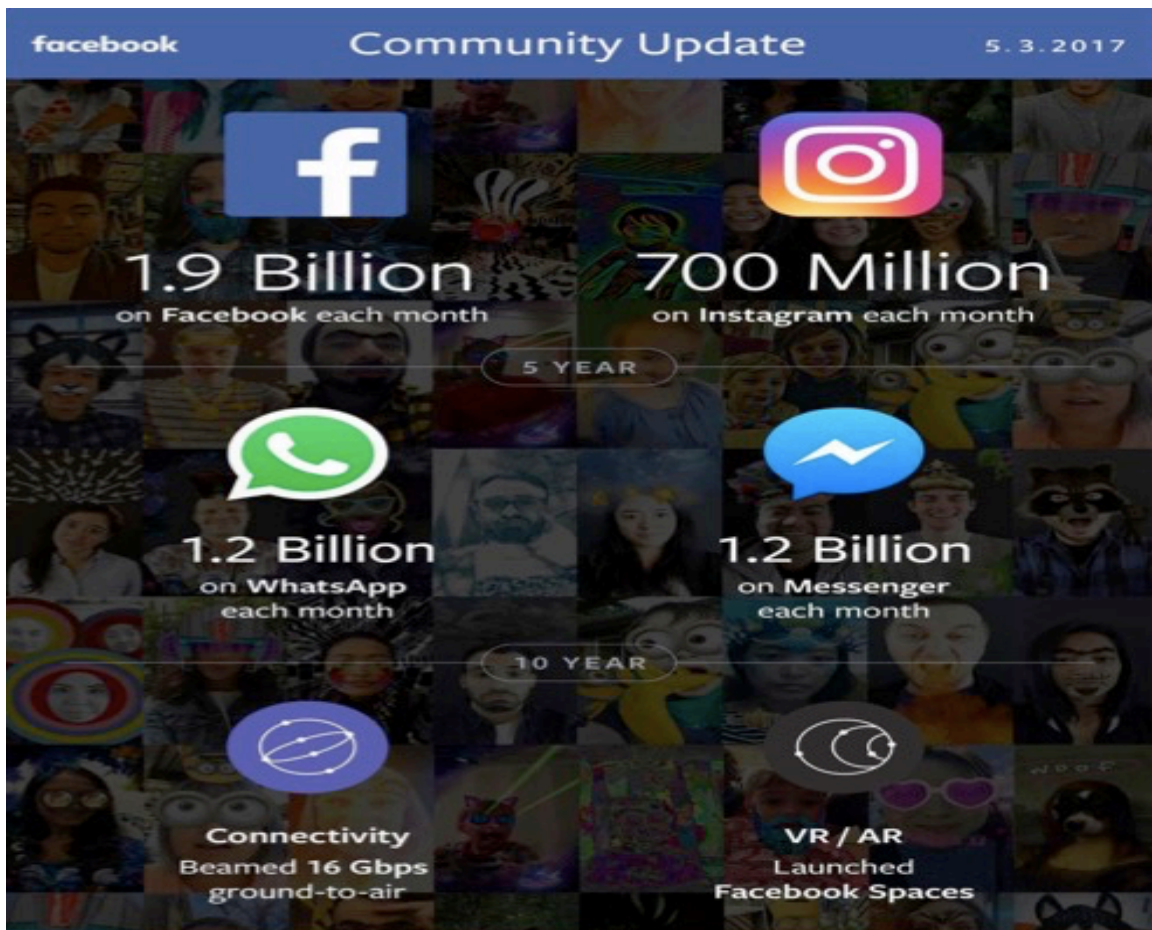 facebook Community Update 5.3.2017
1.9 Billion
on Facebook each month
700 Million
on Instagram each month
5 YEAR
1.2 Billion
on WhatsApp
each month
1.2 Billion
on Messenger
each month
10 YEAR
Connectivity
Beamed 16 Gbps
ground-to-air
WOOF
VR / AR
Launched
Facebook Spaces